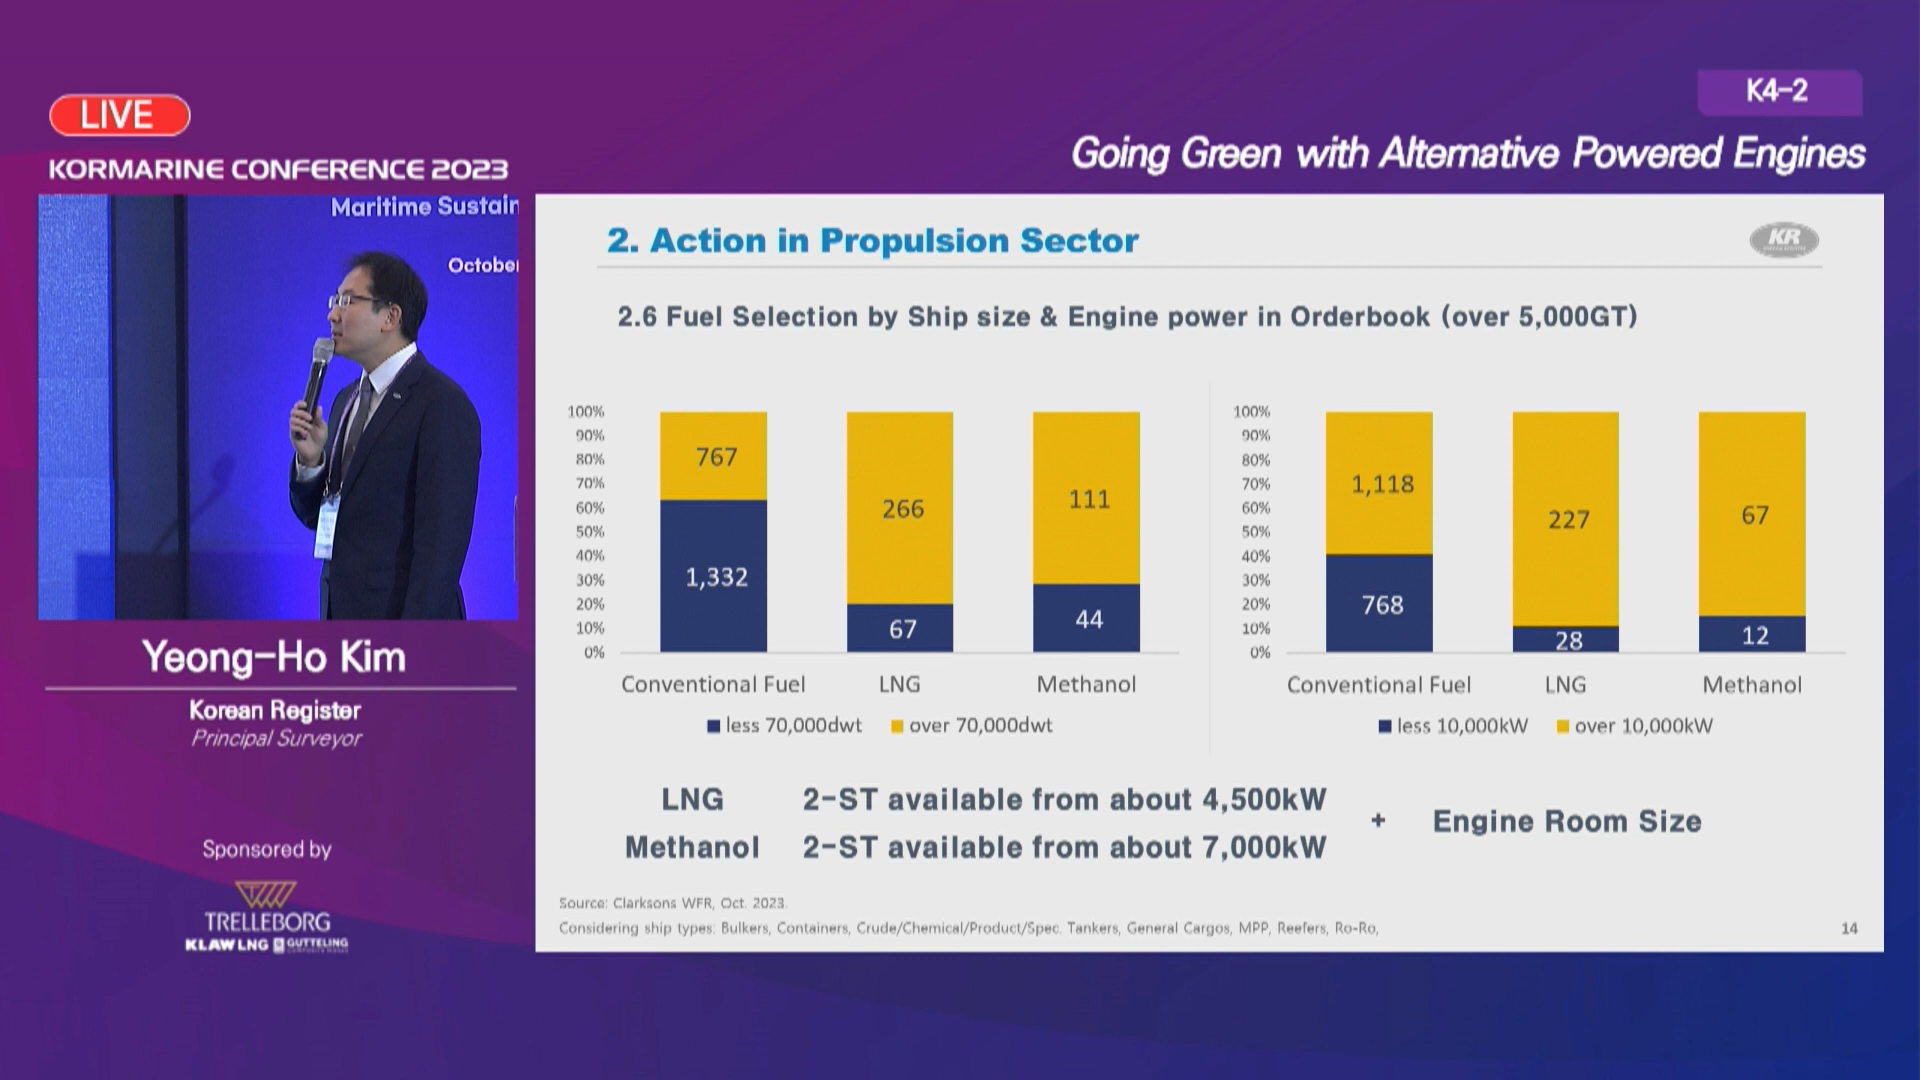 LIVE
KORMARINE CONFERENCE 2023
K4-2
Going Green with Alternative Powered Engines
Maritime Sustain
October
Yeong-Ho Kim
Korean Register
Principal Surveyor
Sponsored by
TRELLEBORG
KLAW LNG GUTTELING
2. Action in Propulsion Sector
KR
2.6 Fuel Selection by Ship size & Engine power in Orderbook (over 5,000GT)
100%
90%
80%
70%
60%
50%
40%
30%
20%
10%
0%
767
1,332
266
67
111
44
Conventional Fuel LNG Methanol
less 70,000dwt over 70,000dwt
100%
90%
80%
70%
60%
50%
40%
30%
20%
10%
0%
1,118
768
227
28
67
12
Conventional Fuel LNG Methanol
less 10,000kW over 10,000kW
LNG 2-ST available from about 4,500kW
Methanol 2-ST available from about 7,000kW
+ Engine Room Size
Source: Clarksons WFR, Oct. 2023.
Considering ship types: Bulkers, Containers, Crude/Chemical/Product/Spec. Tankers, General Cargos, MPP, Reefers, Ro-Ro,
14